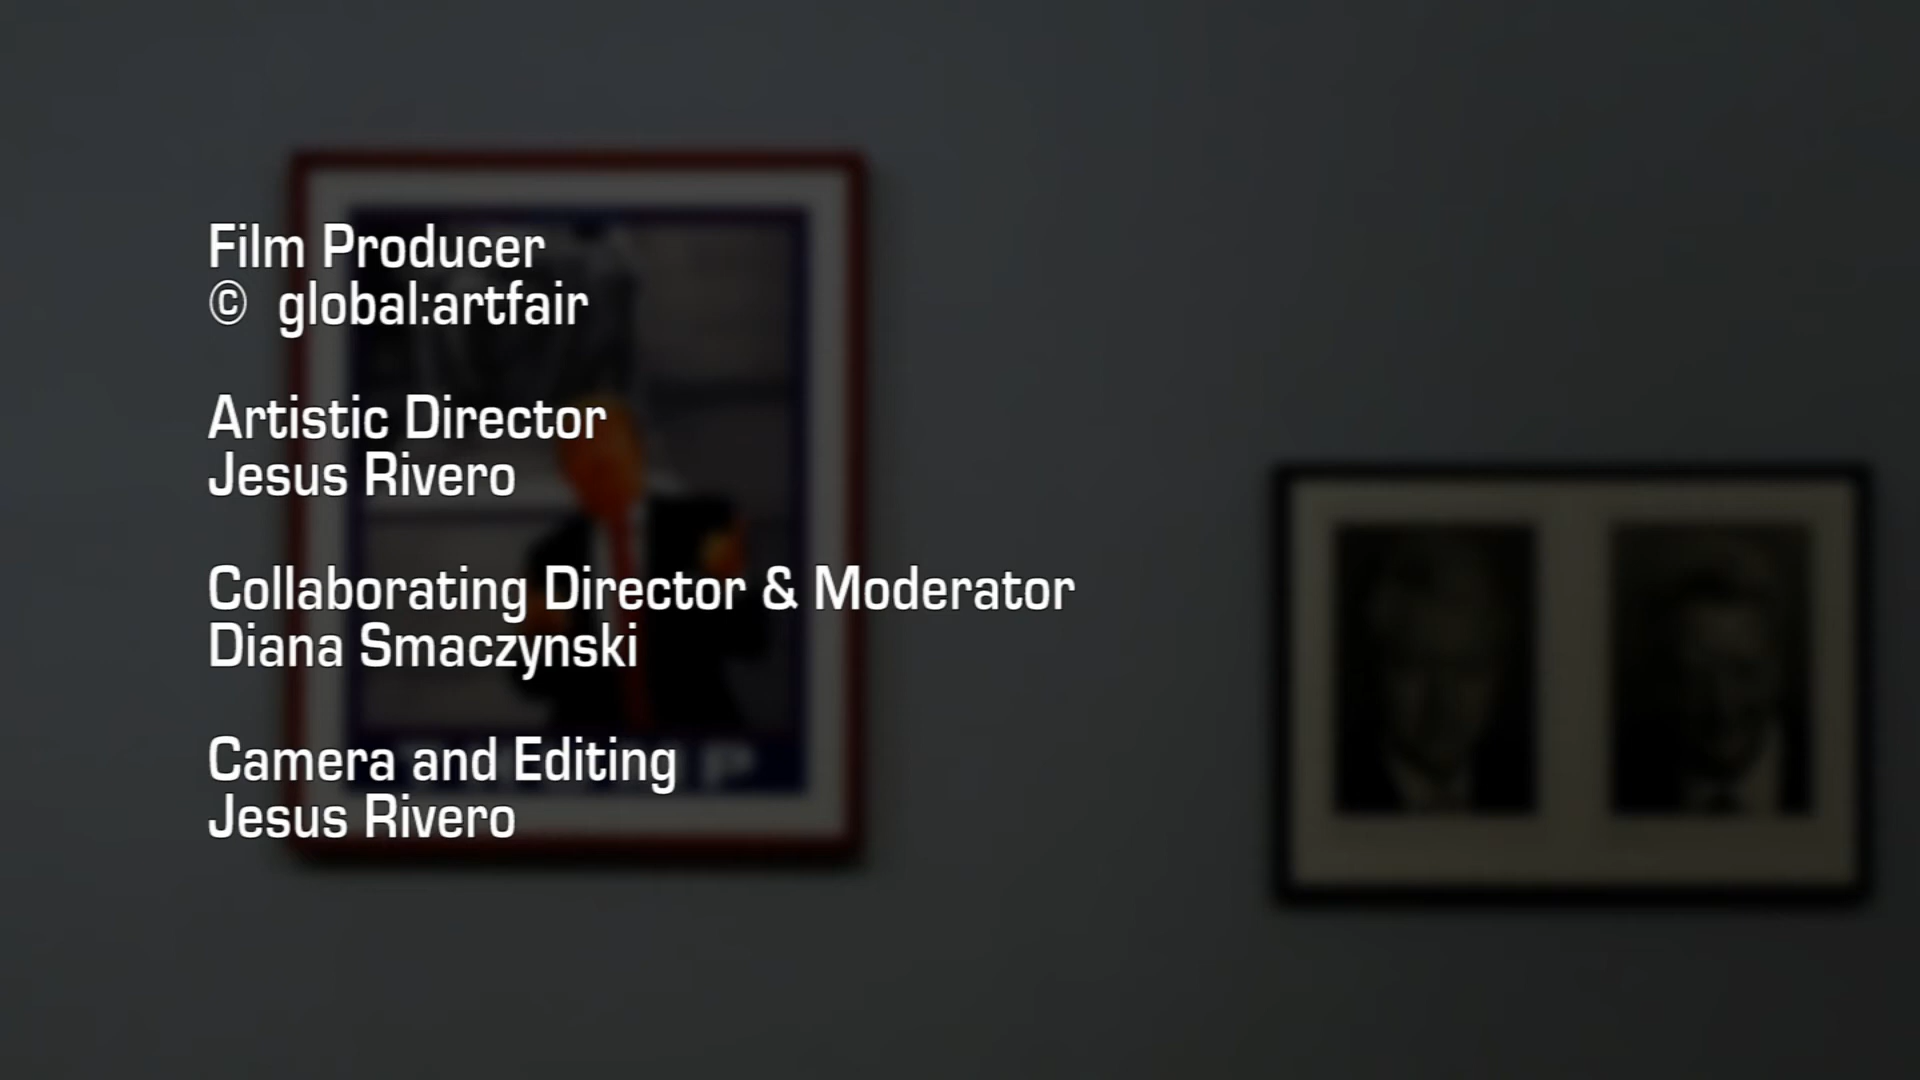 Film Producer
© global:artfair
Artistic Director
Jesus Rivero
Collaborating Director & Moderator
Diana Smaczynski
Camera and Editing
Jesus Rivero